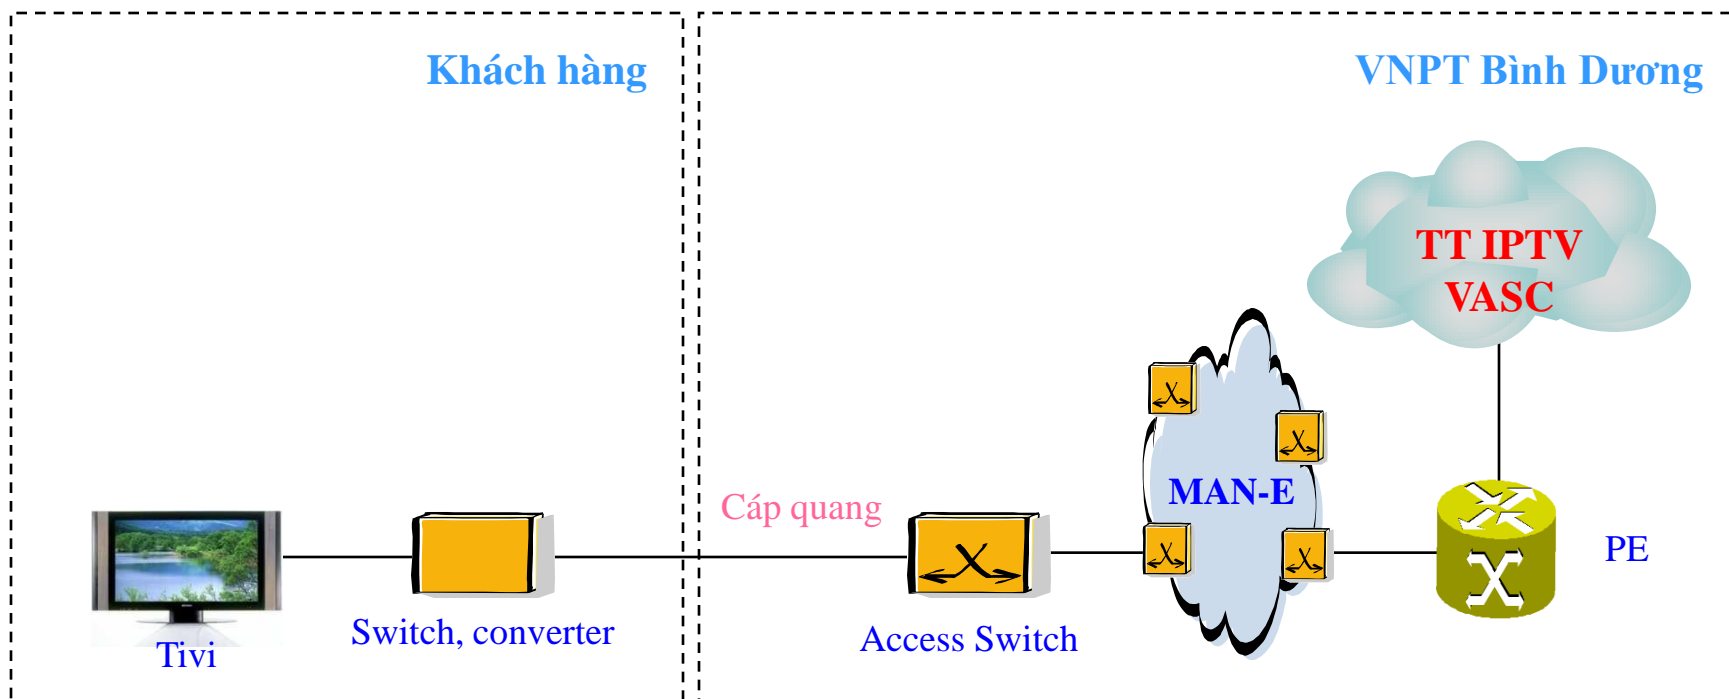 Khách hàng
VNPT Bình Dương
TT IPTV
VASC
MAN-E
Cáp quang
PE
Switch, converter
Access Switch
Tivi